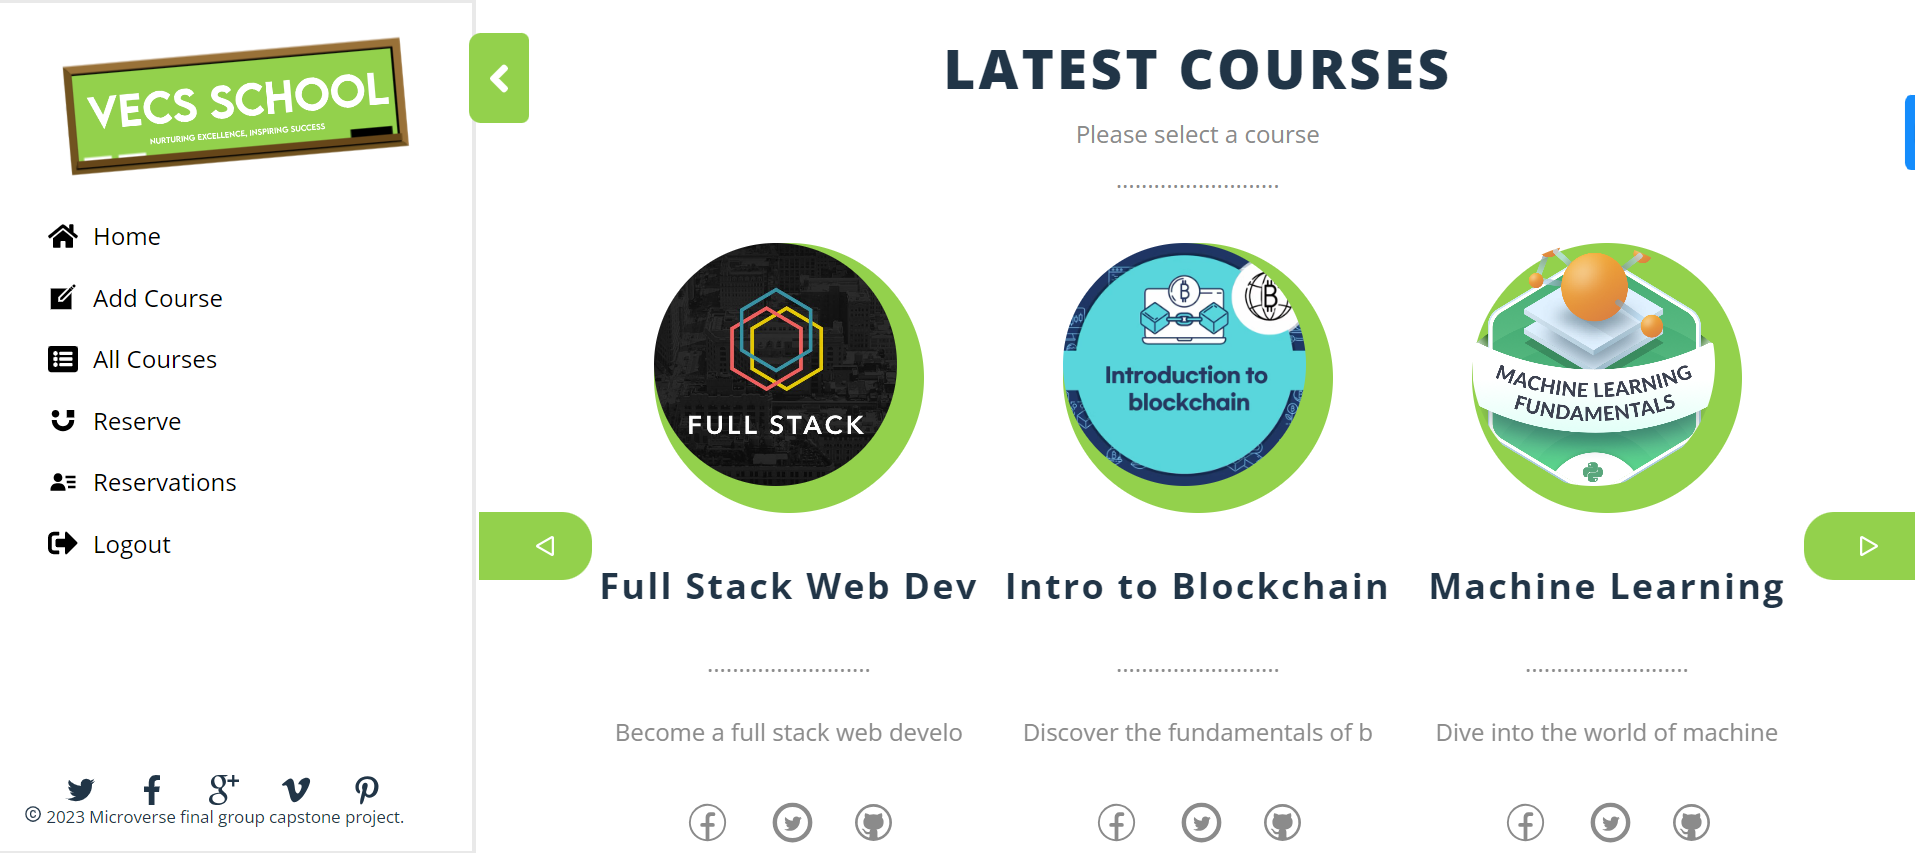 VECS SCHOOL
NURTURING EXCELLENCE, INSPIRING SUCCESS
Home
Add Course
All Courses
Reserve
Reservations
Logout
© 2023 Microverse final group capstone project.
LATEST COURSES
Please select a course
FULL STACK
Introduction to
blockchain
MACHINE LEARNING
FUNDAMENTALS
Full Stack Web Dev
Intro to Blockchain
Machine Learning
Become a full stack web develo
Discover the fundamentals of b
Dive into the world of machine